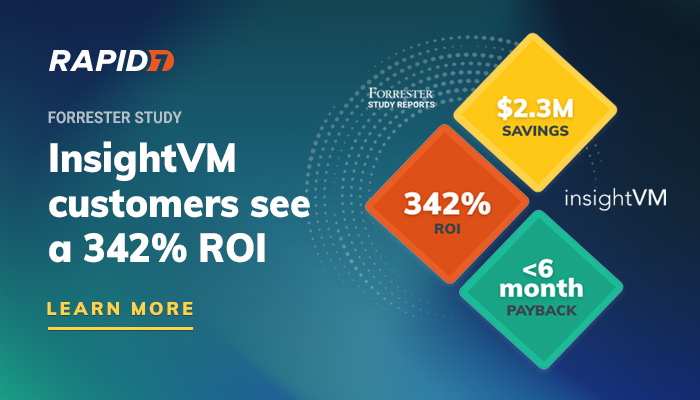 RAPID7
FORRESTER STUDY
InsightVM
customers see
a 342% ROI
LEARN MORE
FORRESTER
STUDY REPORTS
$2.3M
SAVINGS
342%
ROI
insightVM
<6
month
PAYBACK